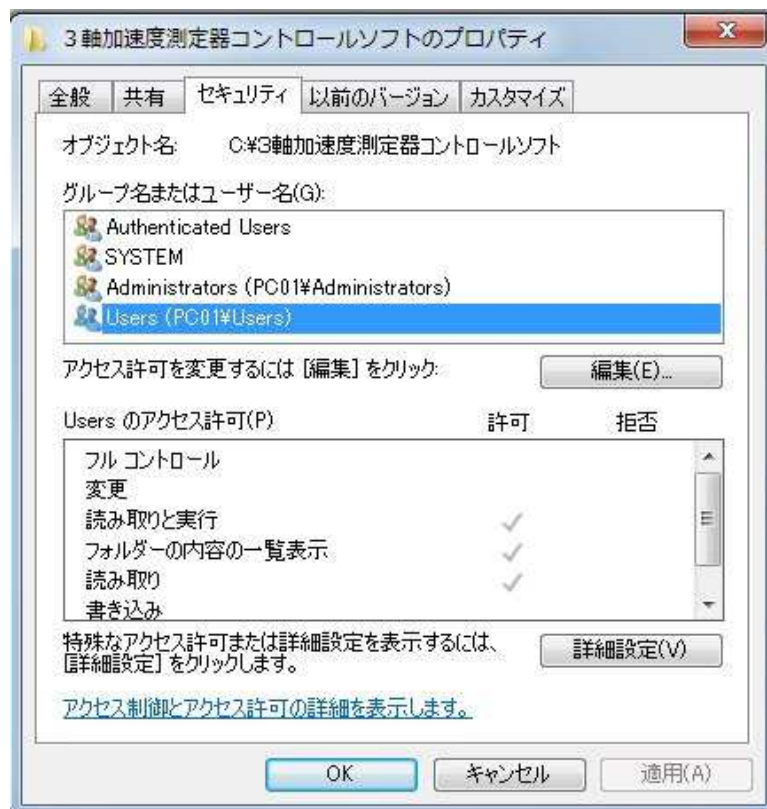 ３軸加速度測定器コントロールソフトのプロパティ
全般 共有 セキュリティ 以前のバージョン カスタマイズ
オブジェクト名: C:¥3軸加速度測定器コントロールソフト
グループ名またはユーザー名(G):
Authenticated Users
SYSTEM
Administrators (PC01¥Administrators)
Users (PC01¥Users)
アクセス許可を変更するには [編集] をクリック: 編集(E)...
Users のアクセス許可(P) 許可 拒否
フル コントロール
変更
読み取りと実行
フォルダーの内容の一覧表示
読み取り
書き込み
特殊なアクセス許可または詳細設定を表示するには、
[詳細設定] をクリックします。 詳細設定(V)
アクセス制御とアクセス許可の詳細を表示します。
OK キャンセル 適用(A)